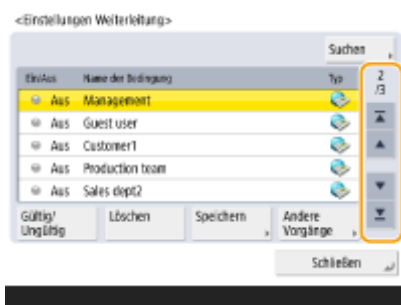 <Einstellungen Weiterleitung>
Suchen
Ein/Aus Name der Bedingung Typ
2
/3
Aus Management
Aus Guest user
Aus Customer1
Aus Production team
Aus Sales dept2
Gültig/
Ungültig
Löschen
Speichern
Andere
Vorgänge
Schließen